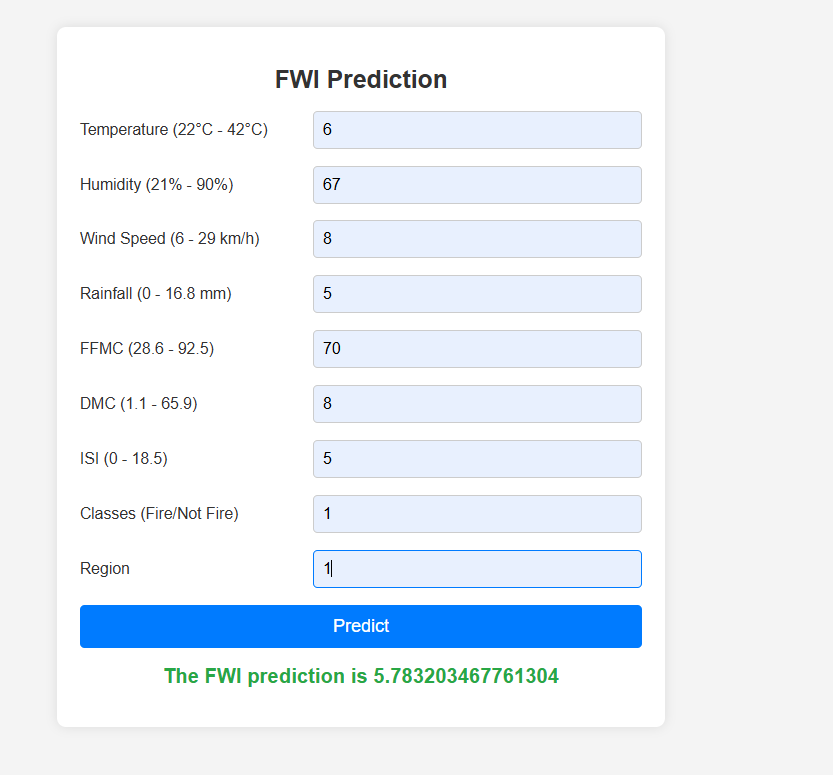 FWI Prediction
Temperature (22°C - 42°C) 6
Humidity (21% - 90%) 67
Wind Speed (6 - 29 km/h) 8
Rainfall (0 - 16.8 mm) 5
FFMC (28.6 - 92.5) 70
DMC (1.1 - 65.9) 8
ISI (0 - 18.5) 5
Classes (Fire/Not Fire) 1
Region 1
Predict
The FWI prediction is 5.783203467761304